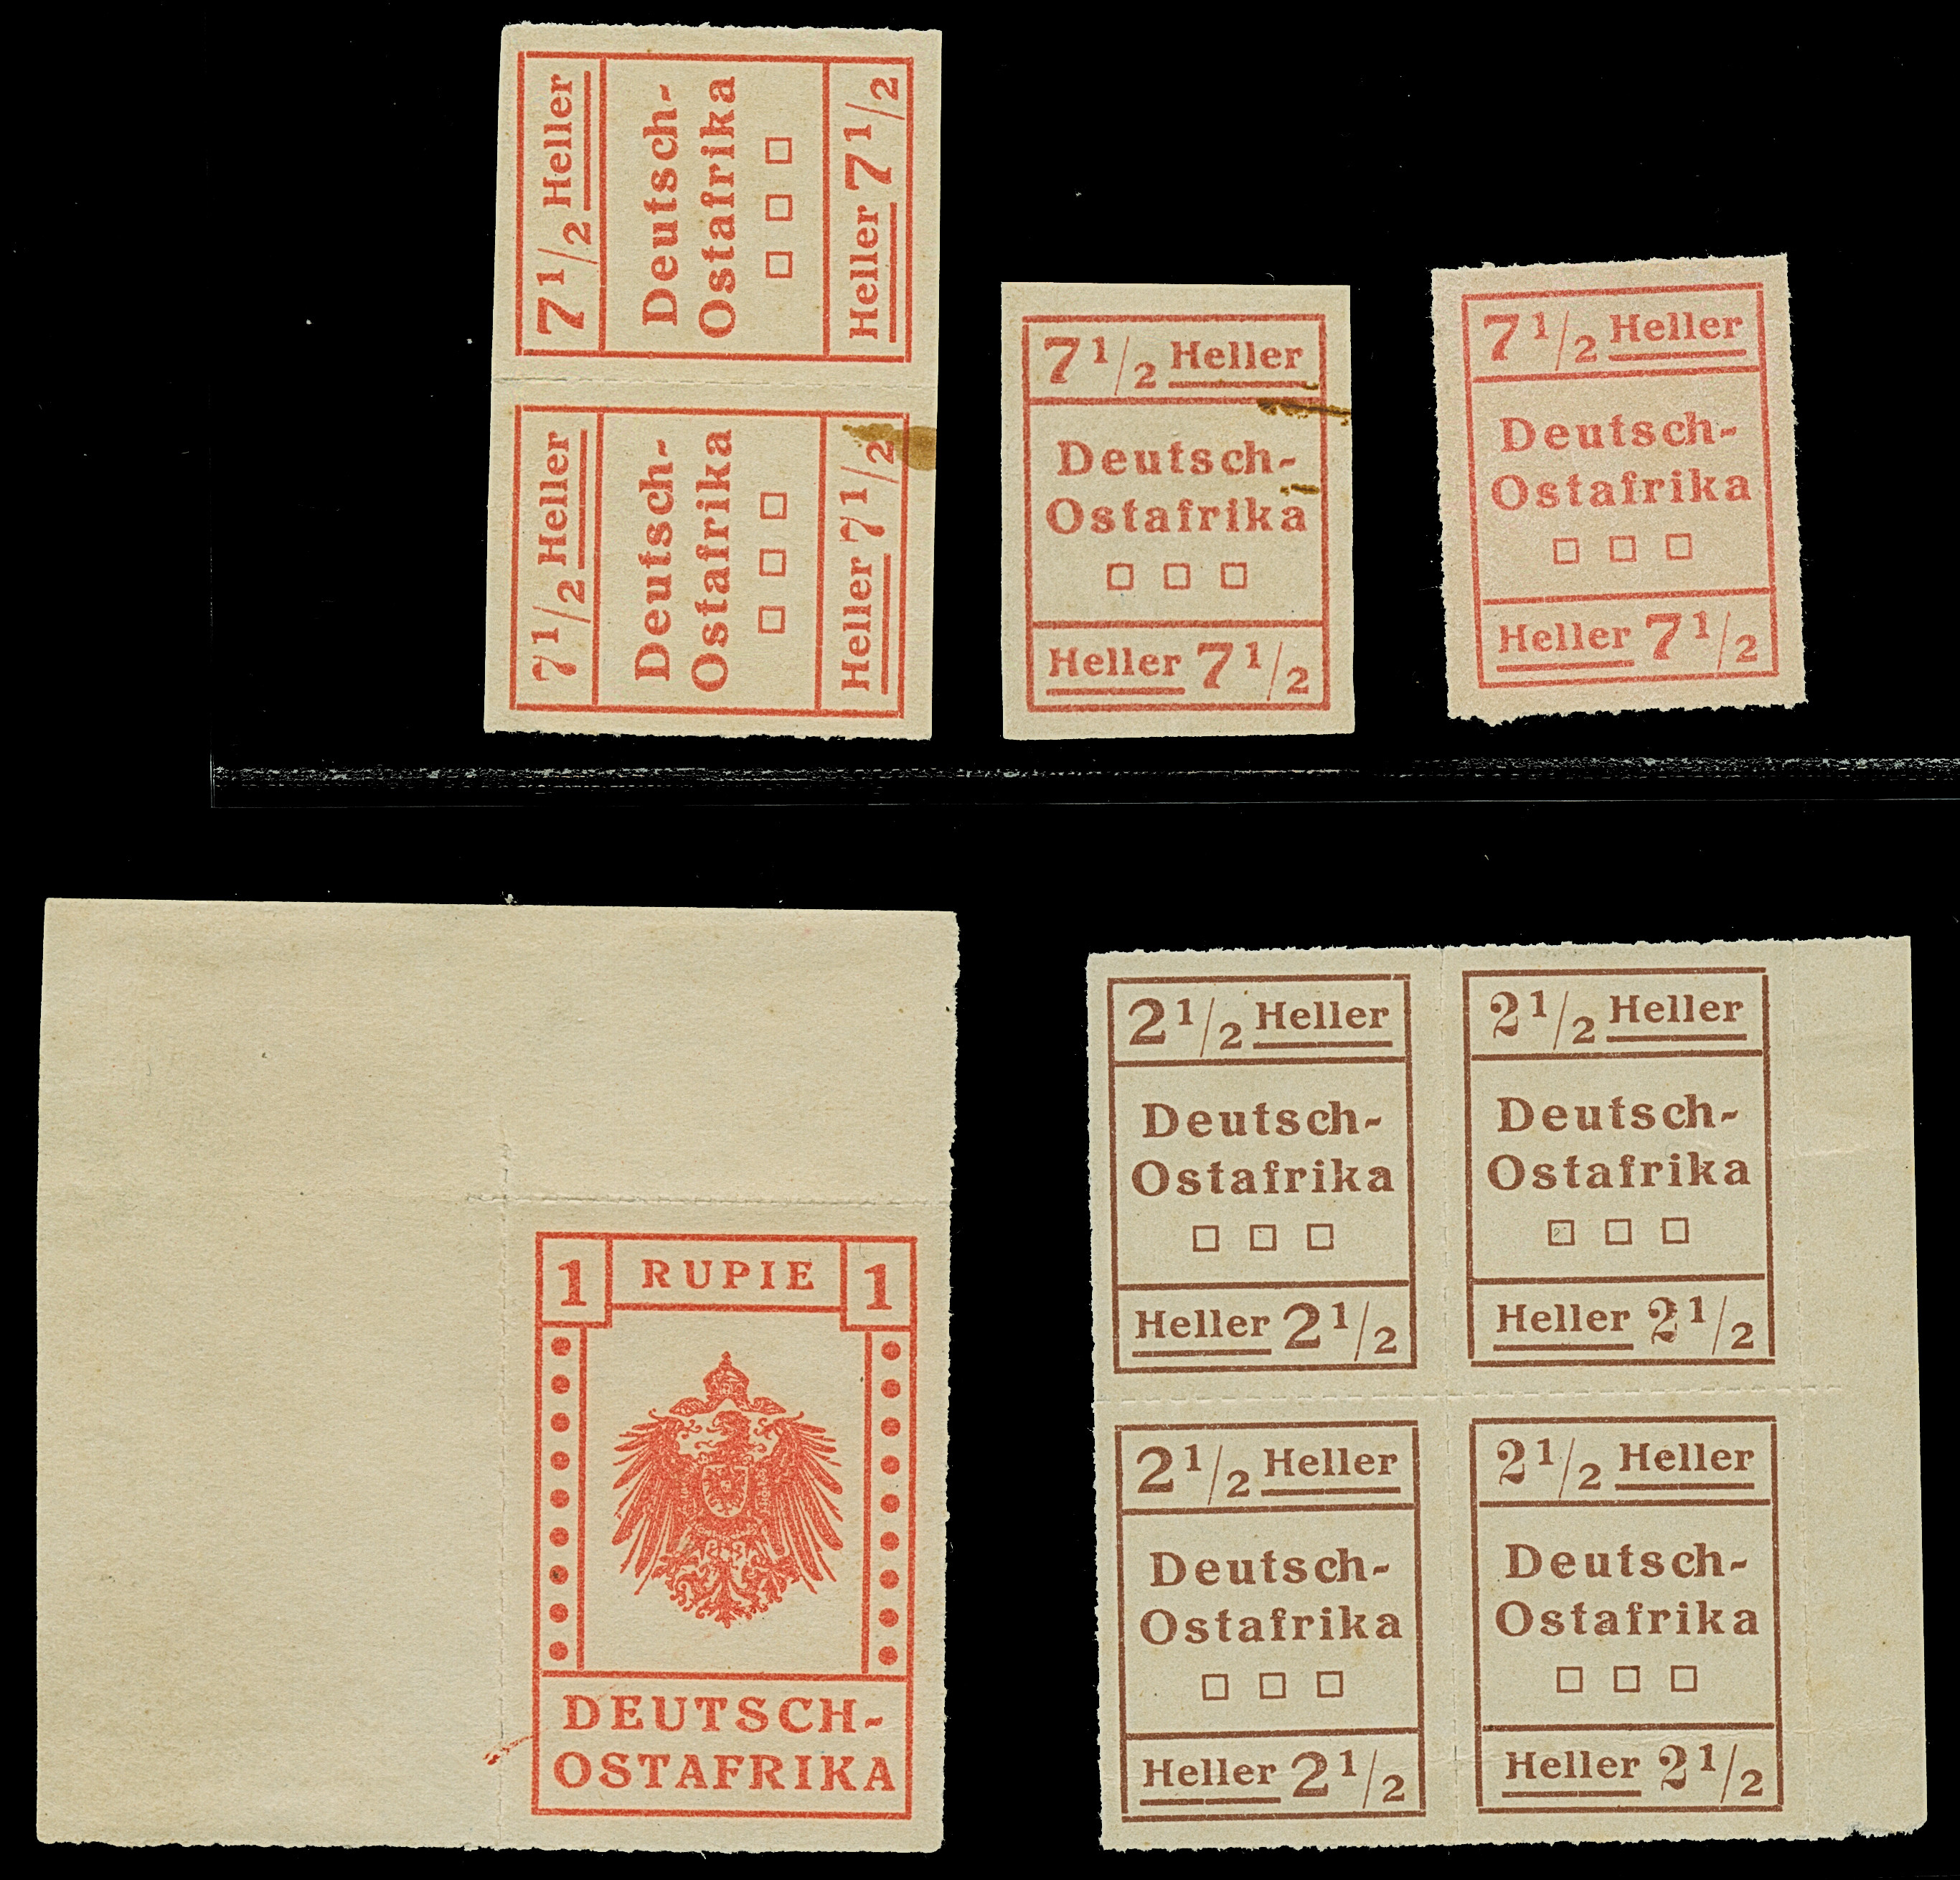 7 1/2 Heller
Deutsch-
Ostafrika
Heller 7 1/2
7 1/2 Heller
Deutsch-
Ostafrika
Heller 7 1/2
7 1/2 Heller
Deutsch-
Ostafrika
Heller 7 1/2
7 1/2 Heller
Deutsch-
Ostafrika
Heller 7 1/2
1 RUPIE 1
DEUTSCH-
OSTAFRIKA
2 1/2 Heller
Deutsch-
Ostafrika
Heller 2 1/2
2 1/2 Heller
Deutsch-
Ostafrika
Heller 2 1/2
2 1/2 Heller
Deutsch-
Ostafrika
Heller 2 1/2
2 1/2 Heller
Deutsch-
Ostafrika
Heller 2 1/2